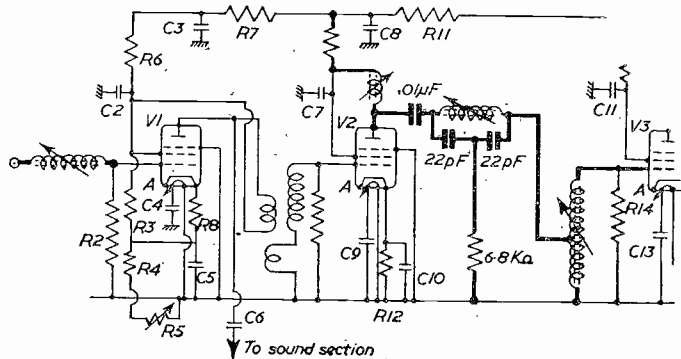 C3
R7
C8
R11
R6
C2
C7
.01μF
C11
V1
V2
V3
22pF
22pF
A
A
A
C4
R8
R2
R3
R4
C5
C9
C10
6.8KΩ
R14
C13
R5
C6
R12
To sound section